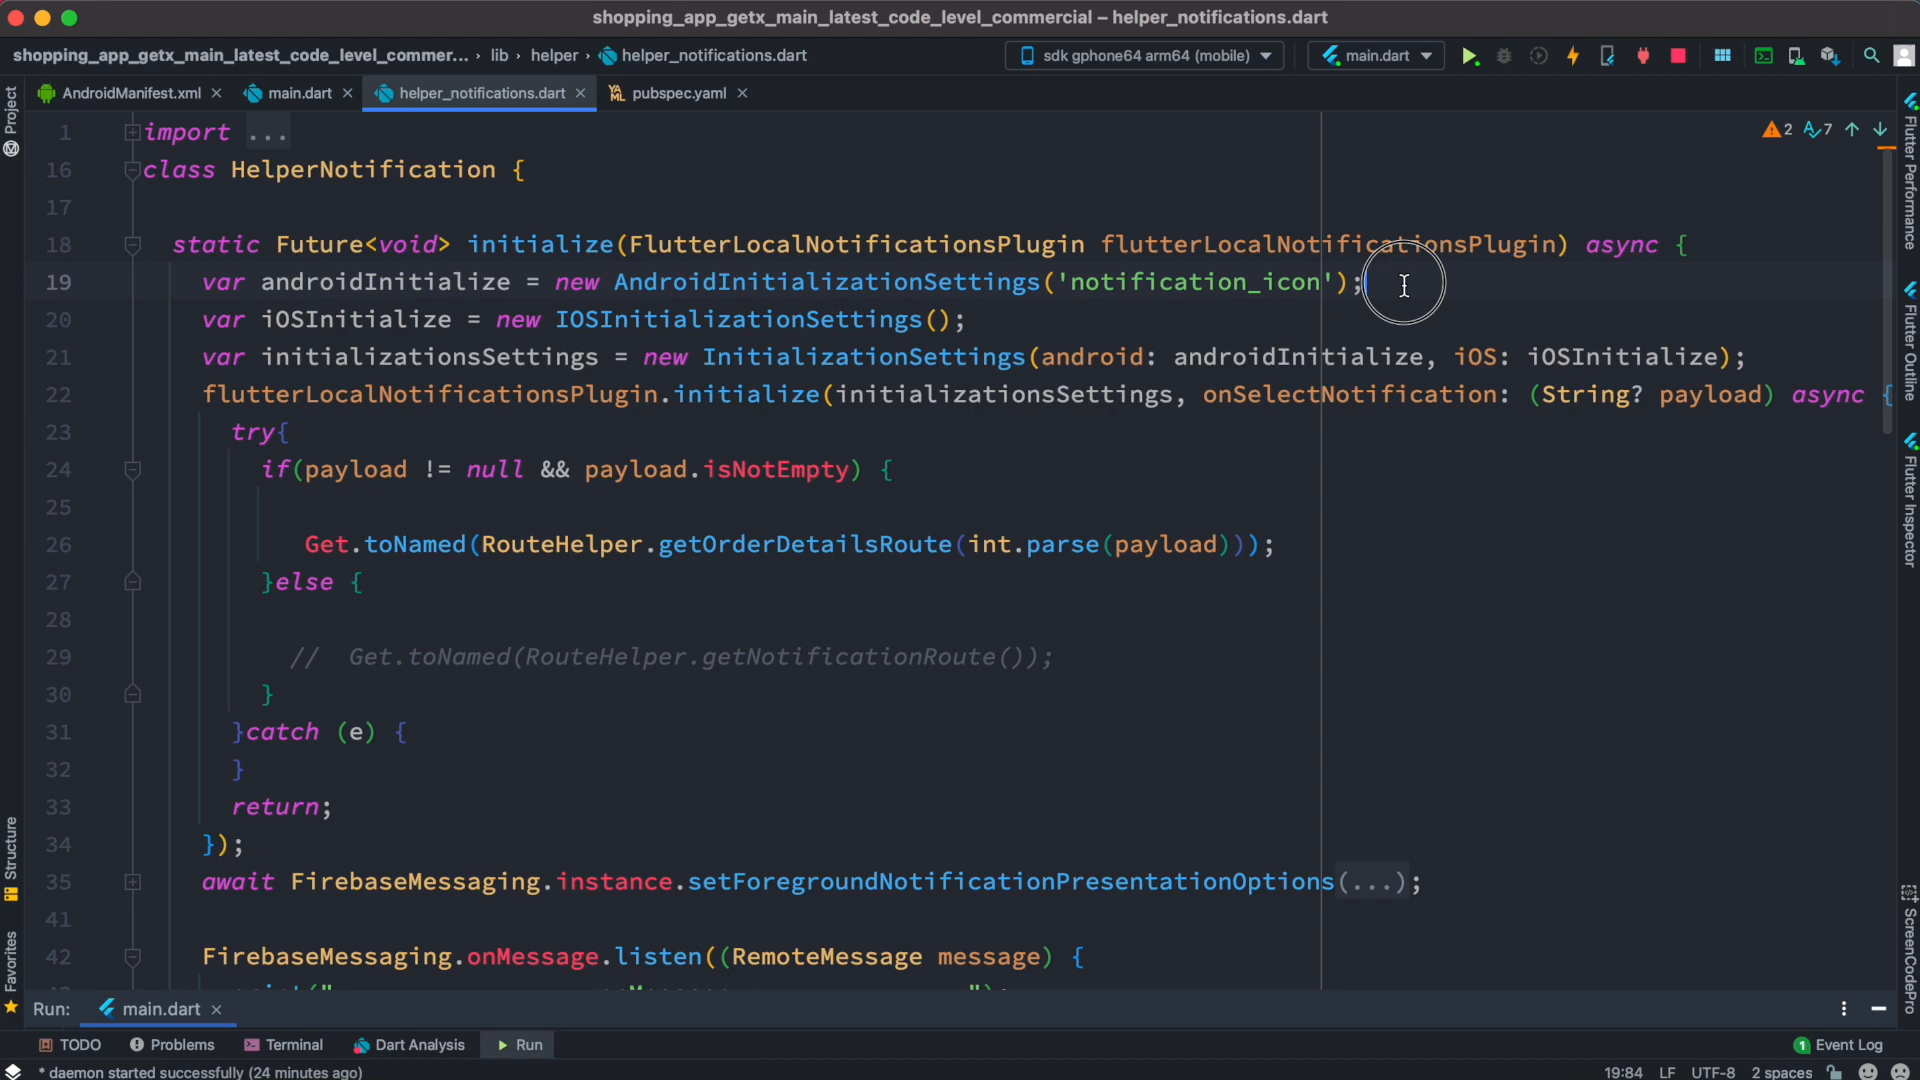 shopping_app_getx_main_latest_code_level_commercial – helper_notifications.dart
shopping_app_getx_main_latest_code_level_commer... › lib › helper › helper_notifications.dart
sdk gphone64 arm64 (mobile)
main.dart
AndroidManifest.xml
main.dart
helper_notifications.dart
pubspec.yaml
Project
Structure
Favorites
Flutter Performance
Flutter Outline
Flutter Inspector
ScreenCodePro
2 7
1 import ...
16 class HelperNotification {
17
18 static Future<void> initialize(FlutterLocalNotificationsPlugin flutterLocalNotificationsPlugin) async {
19 var androidInitialize = new AndroidInitializationSettings('notification_icon');
20 var iOSInitialize = new IOSInitializationSettings();
21 var initializationsSettings = new InitializationSettings(android: androidInitialize, iOS: iOSInitialize);
22 flutterLocalNotificationsPlugin.initialize(initializationsSettings, onSelectNotification: (String? payload) async {
23 try{
24 if(payload != null && payload.isNotEmpty) {
25
26 Get.toNamed(RouteHelper.getOrderDetailsRoute(int.parse(payload)));
27 }else {
28
29 // Get.toNamed(RouteHelper.getNotificationRoute());
30 }
31 }catch (e) {
32 }
33 return;
34 });
35 await FirebaseMessaging.instance.setForegroundNotificationPresentationOptions(...);
41
42 FirebaseMessaging.onMessage.listen((RemoteMessage message) {
Run: main.dart
TODO
Problems
Terminal
Dart Analysis
Run
1 Event Log
* daemon started successfully (24 minutes ago)
19:84 LF UTF-8 2 spaces